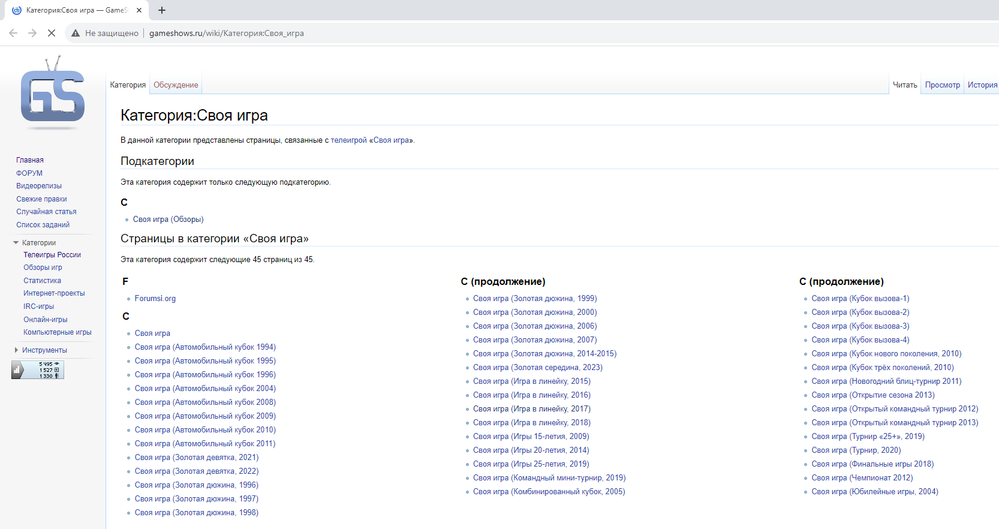 Категория:Своя игра — GameS
Не защищено
gameshows.ru/wiki/Категория:Своя_игра
GS
Категория
Обсуждение
Читать
Просмотр
История
Главная
ФОРУМ
Видеорелизы
Свежие правки
Случайная статья
Список заданий
Категории
Телеигры России
Обзоры игр
Статистика
Интернет-проекты
IRC-игры
Онлайн-игры
Компьютерные игры
Инструменты
5 495
1 527
1 330
Категория:Своя игра
В данной категории представлены страницы, связанные с телеигрой «Своя игра».
Подкатегории
Эта категория содержит только следующую подкатегорию.
С
Своя игра (Обзоры)
Страницы в категории «Своя игра»
Эта категория содержит следующие 45 страниц из 45.
F
Forumsi.org
С
Своя игра
Своя игра (Автомобильный кубок 1994)
Своя игра (Автомобильный кубок 1995)
Своя игра (Автомобильный кубок 1996)
Своя игра (Автомобильный кубок 2004)
Своя игра (Автомобильный кубок 2008)
Своя игра (Автомобильный кубок 2009)
Своя игра (Автомобильный кубок 2010)
Своя игра (Автомобильный кубок 2011)
Своя игра (Золотая девятка, 2021)
Своя игра (Золотая девятка, 2022)
Своя игра (Золотая дюжина, 1996)
Своя игра (Золотая дюжина, 1997)
Своя игра (Золотая дюжина, 1998)
С (продолжение)
Своя игра (Золотая дюжина, 1999)
Своя игра (Золотая дюжина, 2000)
Своя игра (Золотая дюжина, 2006)
Своя игра (Золотая дюжина, 2007)
Своя игра (Золотая дюжина, 2014-2015)
Своя игра (Золотая середина, 2023)
Своя игра (Игра в линейку, 2015)
Своя игра (Игра в линейку, 2016)
Своя игра (Игра в линейку, 2017)
Своя игра (Игра в линейку, 2018)
Своя игра (Игры 15-летия, 2009)
Своя игра (Игры 20-летия, 2014)
Своя игра (Игры 25-летия, 2019)
Своя игра (Командный мини-турнир, 2019)
Своя игра (Комбинированный кубок, 2005)
С (продолжение)
Своя игра (Кубок вызова-1)
Своя игра (Кубок вызова-2)
Своя игра (Кубок вызова-3)
Своя игра (Кубок вызова-4)
Своя игра (Кубок нового поколения, 2010)
Своя игра (Кубок трёх поколений, 2010)
Своя игра (Новогодний блиц-турнир 2011)
Своя игра (Открытие сезона 2013)
Своя игра (Открытый командный турнир 2012)
Своя игра (Открытый командный турнир 2013)
Своя игра (Турнир «25+», 2019)
Своя игра (Турнир, 2020)
Своя игра (Финальные игры 2018)
Своя игра (Чемпионат 2012)
Своя игра (Юбилейные игры, 2004)